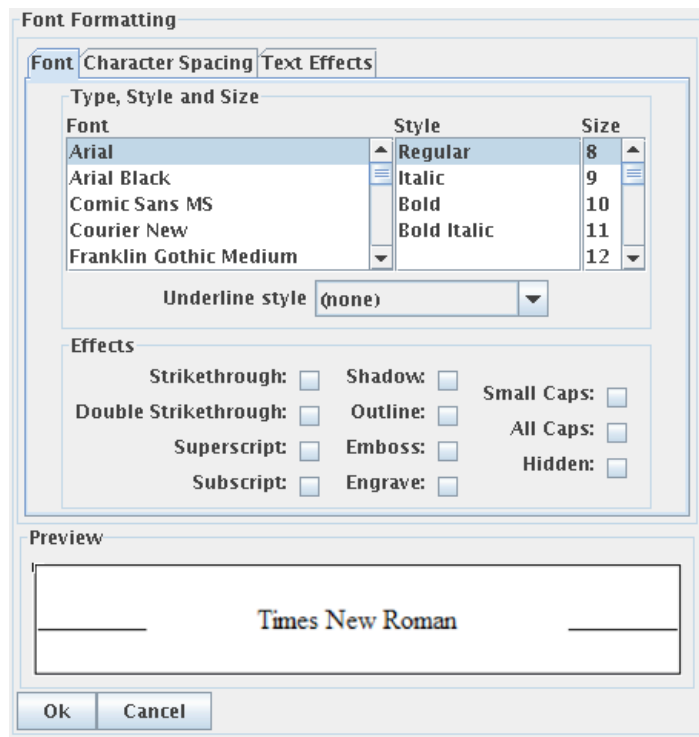 Font Formatting
Font Character Spacing Text Effects
Type, Style and Size
Font Style Size
Arial Regular 8
Arial Black Italic 9
Comic Sans MS Bold 10
Courier New Bold Italic 11
Franklin Gothic Medium 12
Underline style (none)
Effects
Strikethrough: Shadow: Small Caps:
Double Strikethrough: Outline: All Caps:
Superscript: Emboss: Hidden:
Subscript: Engrave:
Preview
Times New Roman
Ok Cancel